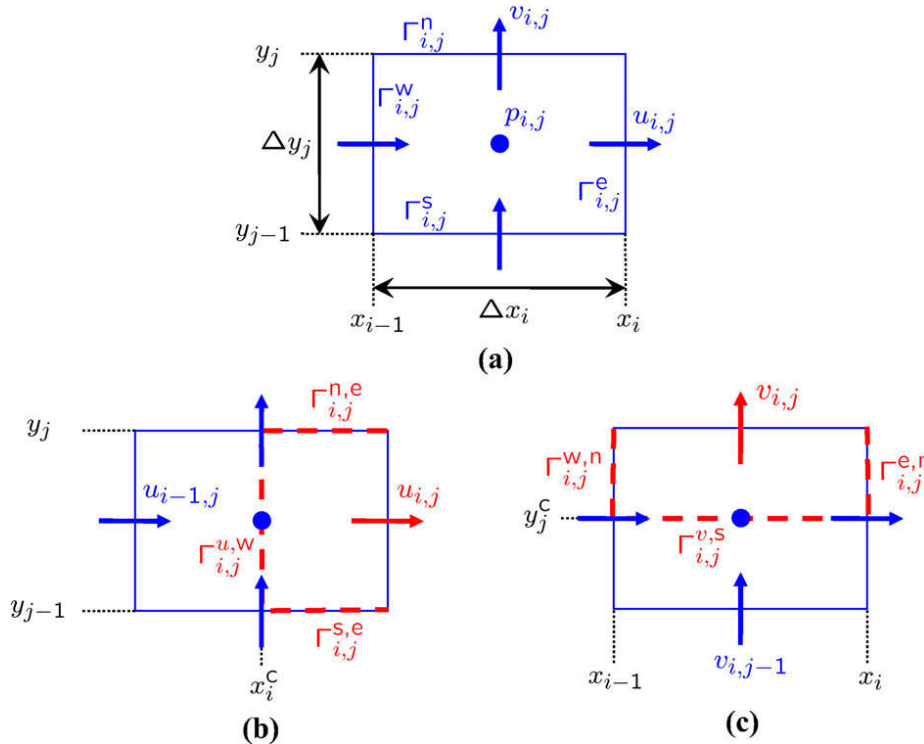 v_{i,j}
Γ^n_{i,j}
y_j
Γ^w_{i,j}
p_{i,j}
u_{i,j}
Δy_j
Γ^s_{i,j}
Γ^e_{i,j}
y_{j−1}
Δx_i
x_{i−1}
x_i
(a)
Γ^{n,e}_{i,j}
y_j
u_{i−1,j}
u_{i,j}
Γ^{u,w}_{i,j}
y_{j−1}
Γ^{s,e}_{i,j}
x^c_i
(b)
v_{i,j}
Γ^{w,n}_{i,j}
Γ^{e,n}_{i,j}
y^c_j
Γ^{v,s}_{i,j}
x_{i−1}
v_{i,j−1}
x_i
(c)